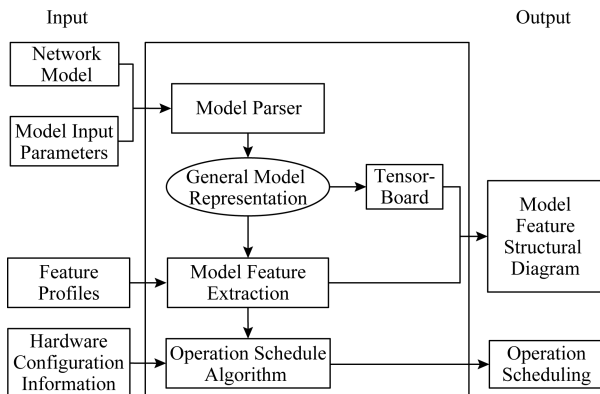 Input
Output
Network
Model
Model Input
Parameters
Model Parser
General Model
Representation
Tensor-
Board
Model
Feature
Structural
Diagram
Feature
Profiles
Model Feature
Extraction
Hardware
Configuration
Information
Operation Schedule
Algorithm
Operation
Scheduling